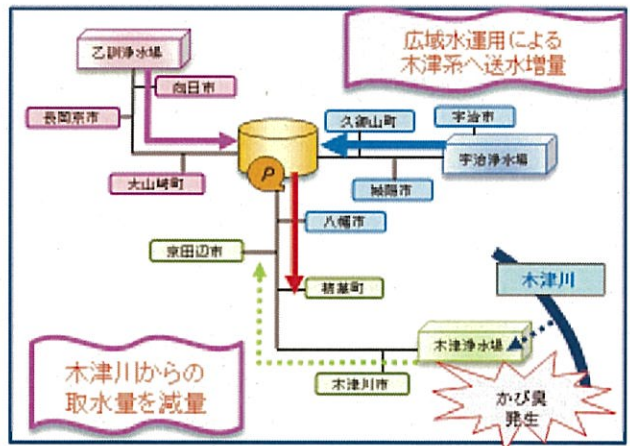 乙訓浄水場
広域水運用による
木津系へ送水増量
向日市
長岡京市
久御山町
宇治市
宇治浄水場
大山崎町
城陽市
P
八幡市
京田辺市
木津川
精華町
木津浄水場
木津川からの
取水量を減量
木津川市
かび臭
発生